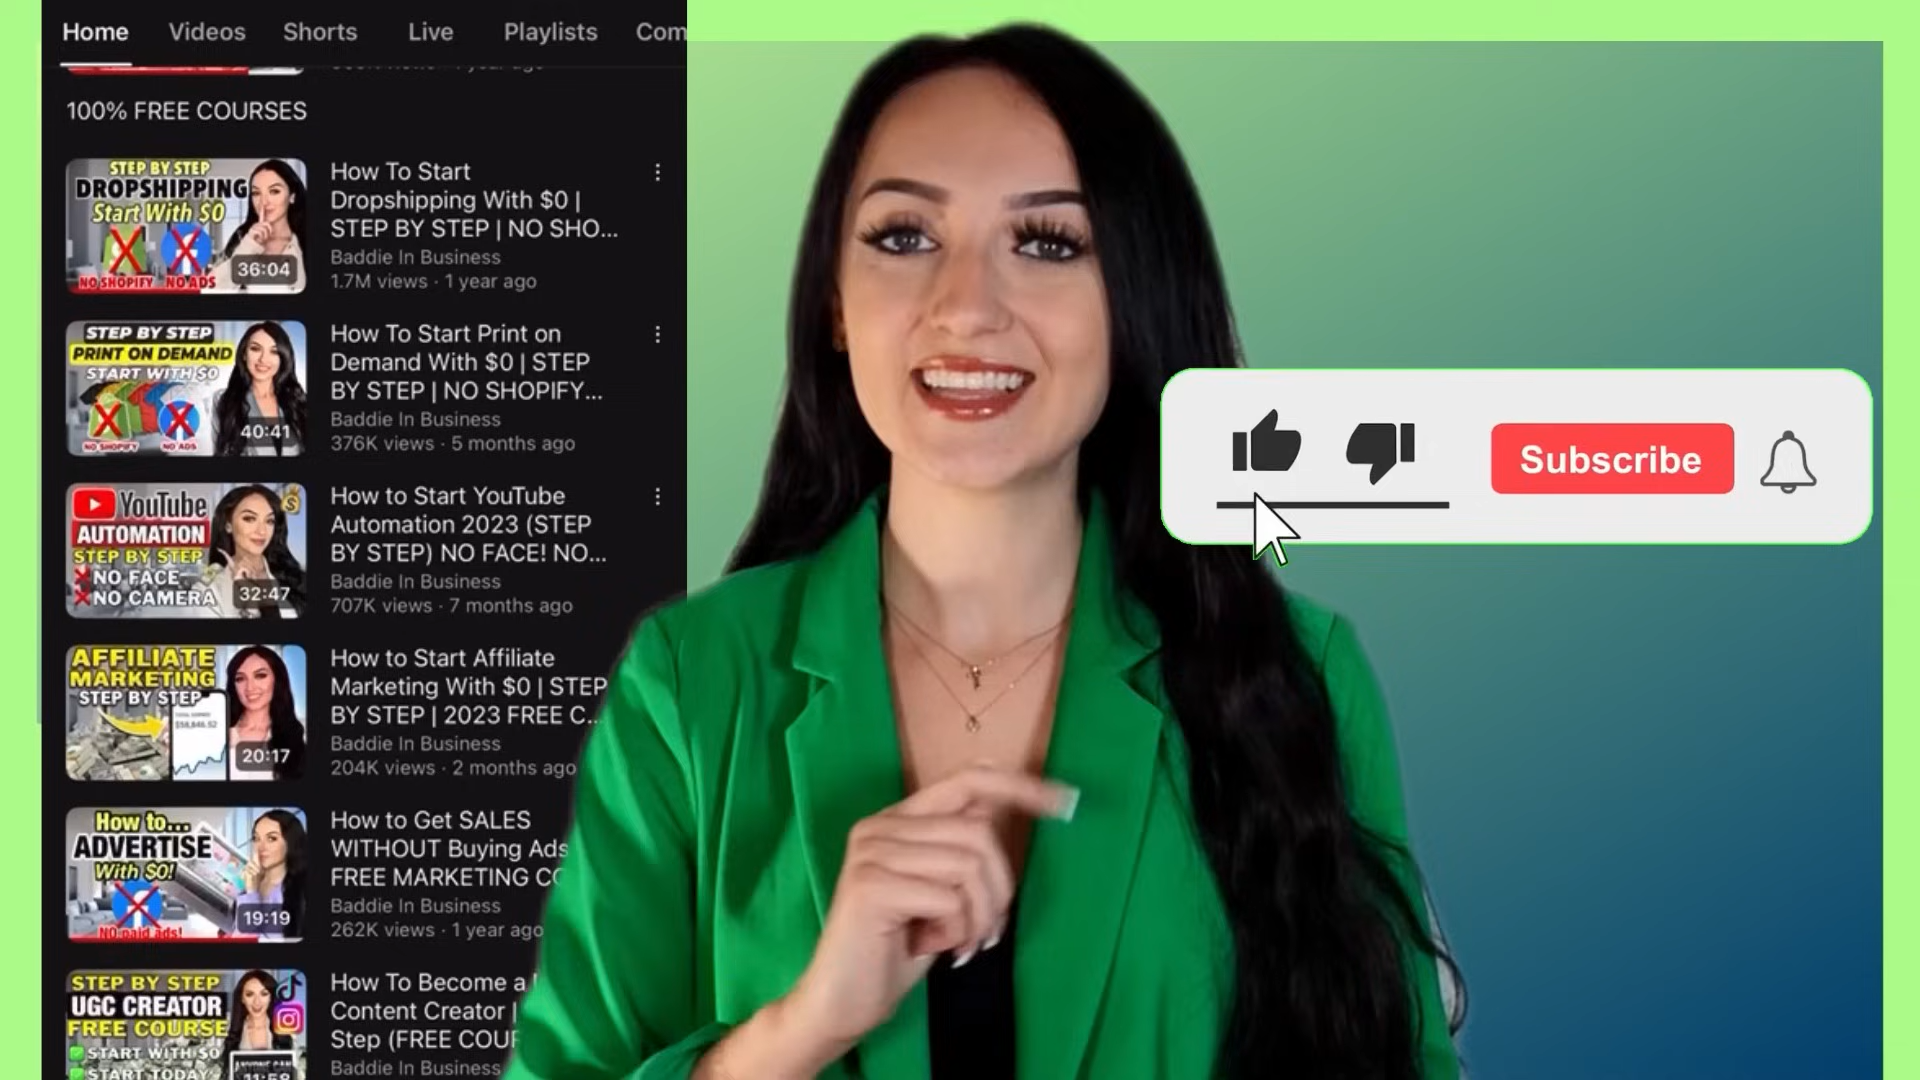 Home Videos Shorts Live Playlists Com
100% FREE COURSES
STEP BY STEP
DROPSHIPPING
Start With $0
NO SHOPIFY NO ADS
36:04
How To Start
Dropshipping With $0 |
STEP BY STEP | NO SHO...
Baddie In Business
1.7M views · 1 year ago
STEP BY STEP
PRINT ON DEMAND
START WITH $0
NO SHOPIFY NO ADS
40:41
How To Start Print on
Demand With $0 | STEP
BY STEP | NO SHOPIFY...
Baddie In Business
376K views · 5 months ago
YouTube
AUTOMATION
STEP BY STEP
NO FACE
NO CAMERA
32:47
How to Start YouTube
Automation 2023 (STEP
BY STEP) NO FACE! NO...
Baddie In Business
707K views · 7 months ago
AFFILIATE
MARKETING
STEP BY STEP
20:17
How to Start Affiliate
Marketing With $0 | STEP
BY STEP | 2023 FREE C...
Baddie In Business
204K views · 2 months ago
How to...
ADVERTISE
With $0!
NO paid ads!
19:19
How to Get SALES
WITHOUT Buying Ads
FREE MARKETING CO
Baddie In Business
262K views · 1 year ago
STEP BY STEP
UGC CREATOR
FREE COURSE
START WITH $0
START TODAY
11:58
How To Become a
Content Creator |
Step (FREE COUR
Baddie In Business
Subscribe